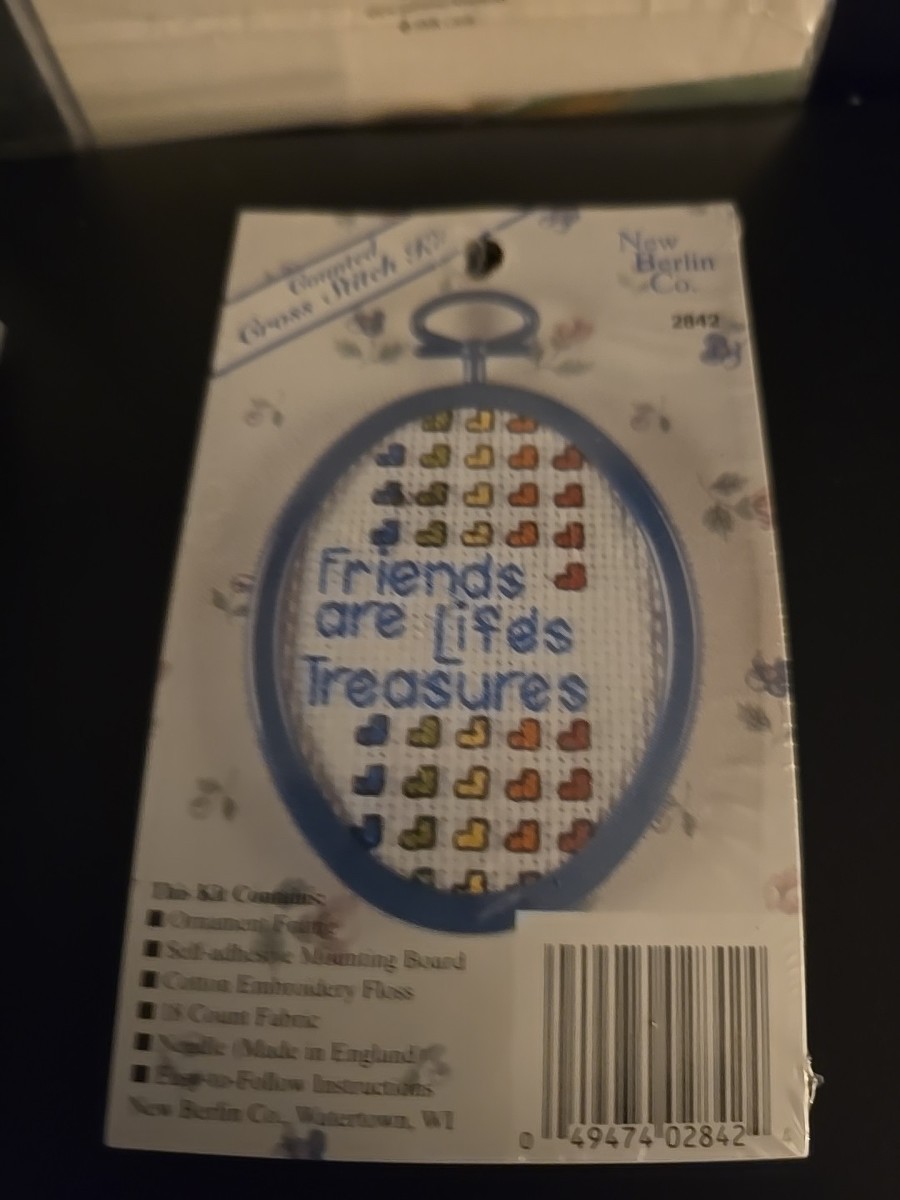 Counted
Cross Stitch Kit
New
Berlin
Co.
2842
Friends
are Life's
Treasures
This Kit Contains:
■ Ornament Frame
■ Self-adhesive Mounting Board
■ Cotton Embroidery Floss
■ 18 Count Fabric
■ Needle (Made in England)
■ Easy-to-Follow Instructions
New Berlin Co., Watertown, WI
0 49474 02842